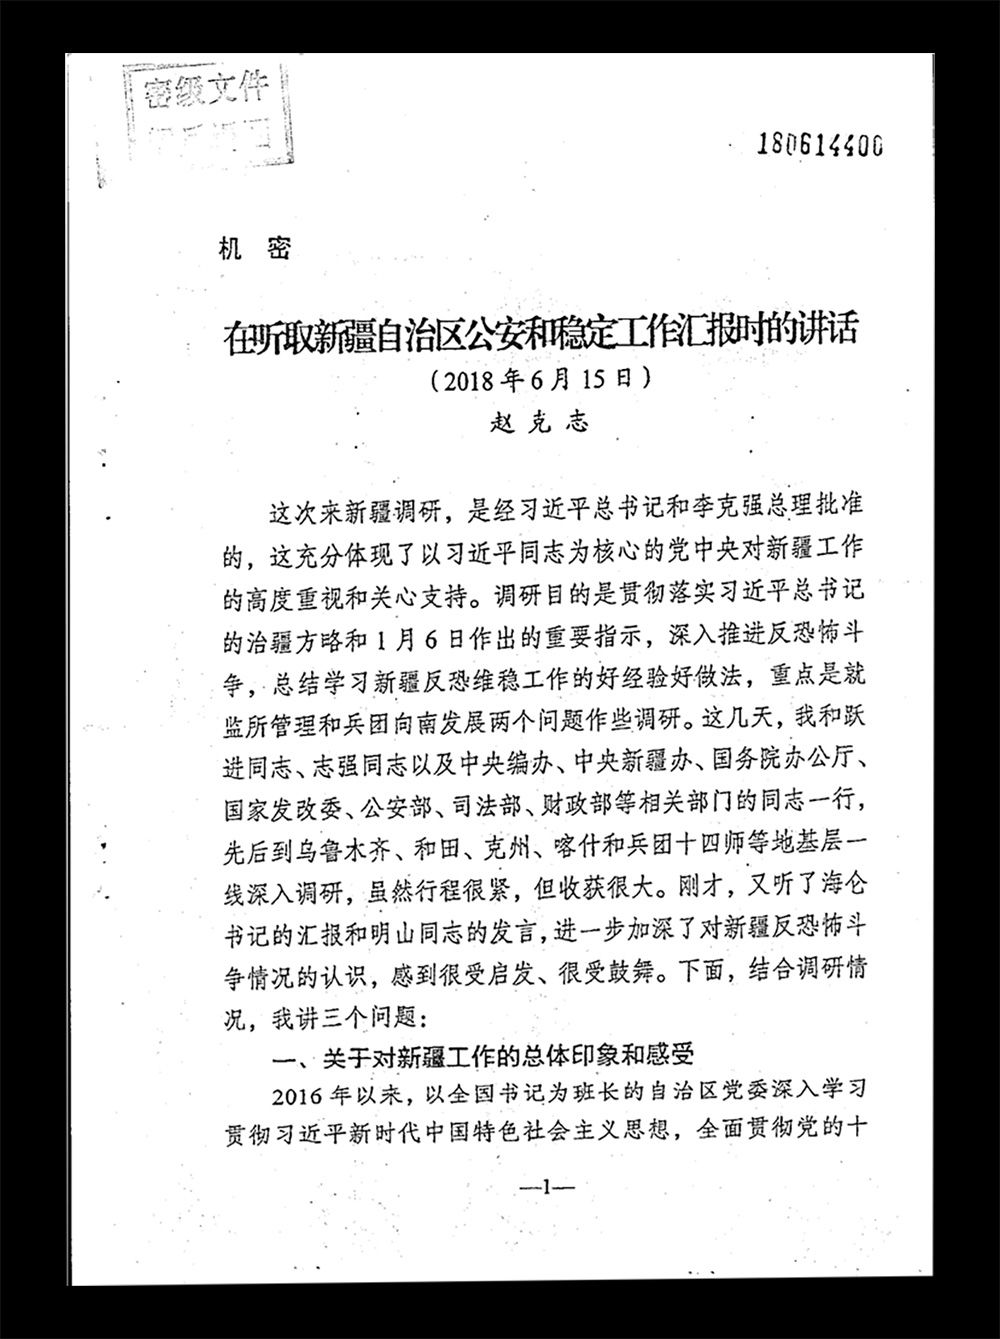 密级文件
180614400
机 密
在听取新疆自治区公安和稳定工作汇报时的讲话
(2018年6月15日)
赵克志
这次来新疆调研，是经习近平总书记和李克强总理批准
的，这充分体现了以习近平同志为核心的党中央对新疆工作
的高度重视和关心支持。调研目的是贯彻落实习近平总书记
的治疆方略和1月6日作出的重要指示，深入推进反恐怖斗
争，总结学习新疆反恐维稳工作的好经验好做法，重点是就
监所管理和兵团向南发展两个问题作些调研。这几天，我和跃
进同志、志强同志以及中央编办、中央新疆办、国务院办公厅、
国家发改委、公安部、司法部、财政部等相关部门的同志一行，
先后到乌鲁木齐、和田、克州、喀什和兵团十四师等地基层一
线深入调研，虽然行程很紧，但收获很大。刚才，又听了海仑
书记的汇报和明山同志的发言，进一步加深了对新疆反恐怖斗
争情况的认识，感到很受启发、很受鼓舞。下面，结合调研情
况，我讲三个问题：
一、关于对新疆工作的总体印象和感受
2016年以来，以全国书记为班长的自治区党委深入学习
贯彻习近平新时代中国特色社会主义思想，全面贯彻党的十
—1—